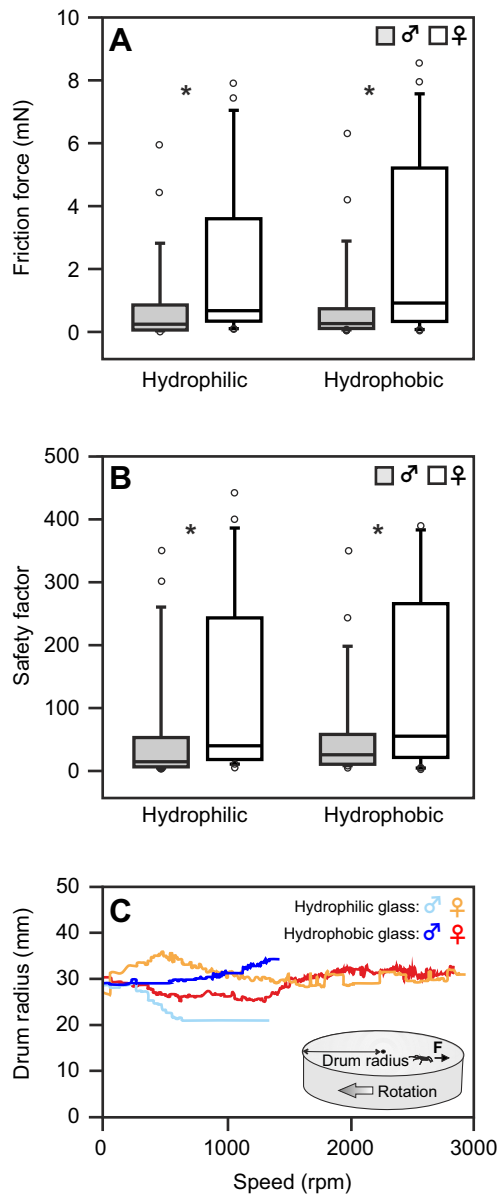 A
♂ ♀
10
8
6
4
2
0
Friction force (mN)
*
*
Hydrophilic
Hydrophobic
B
♂ ♀
500
400
300
200
100
0
Safety factor
*
*
Hydrophilic
Hydrophobic
C
Hydrophilic glass: ♂ ♀
Hydrophobic glass: ♂ ♀
50
40
30
20
10
0
Drum radius (mm)
F
Drum radius
Rotation
0
1000
2000
3000
Speed (rpm)